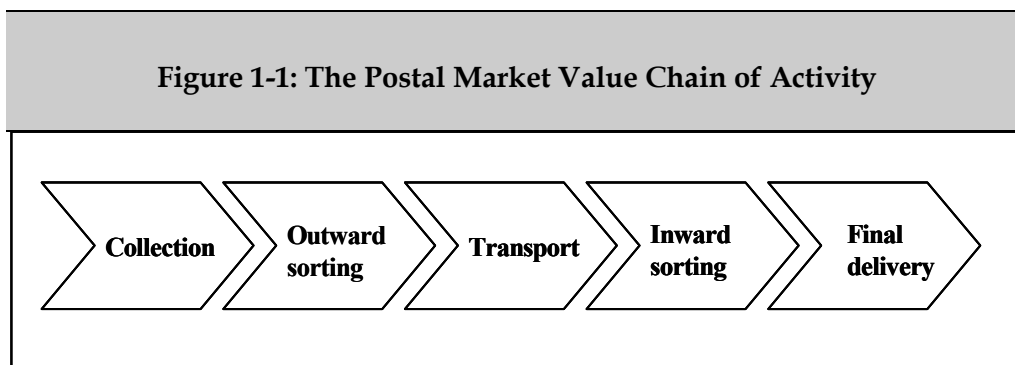 Figure 1-1: The Postal Market Value Chain of Activity
Collection
Outward
sorting
Transport
Inward
sorting
Final
delivery